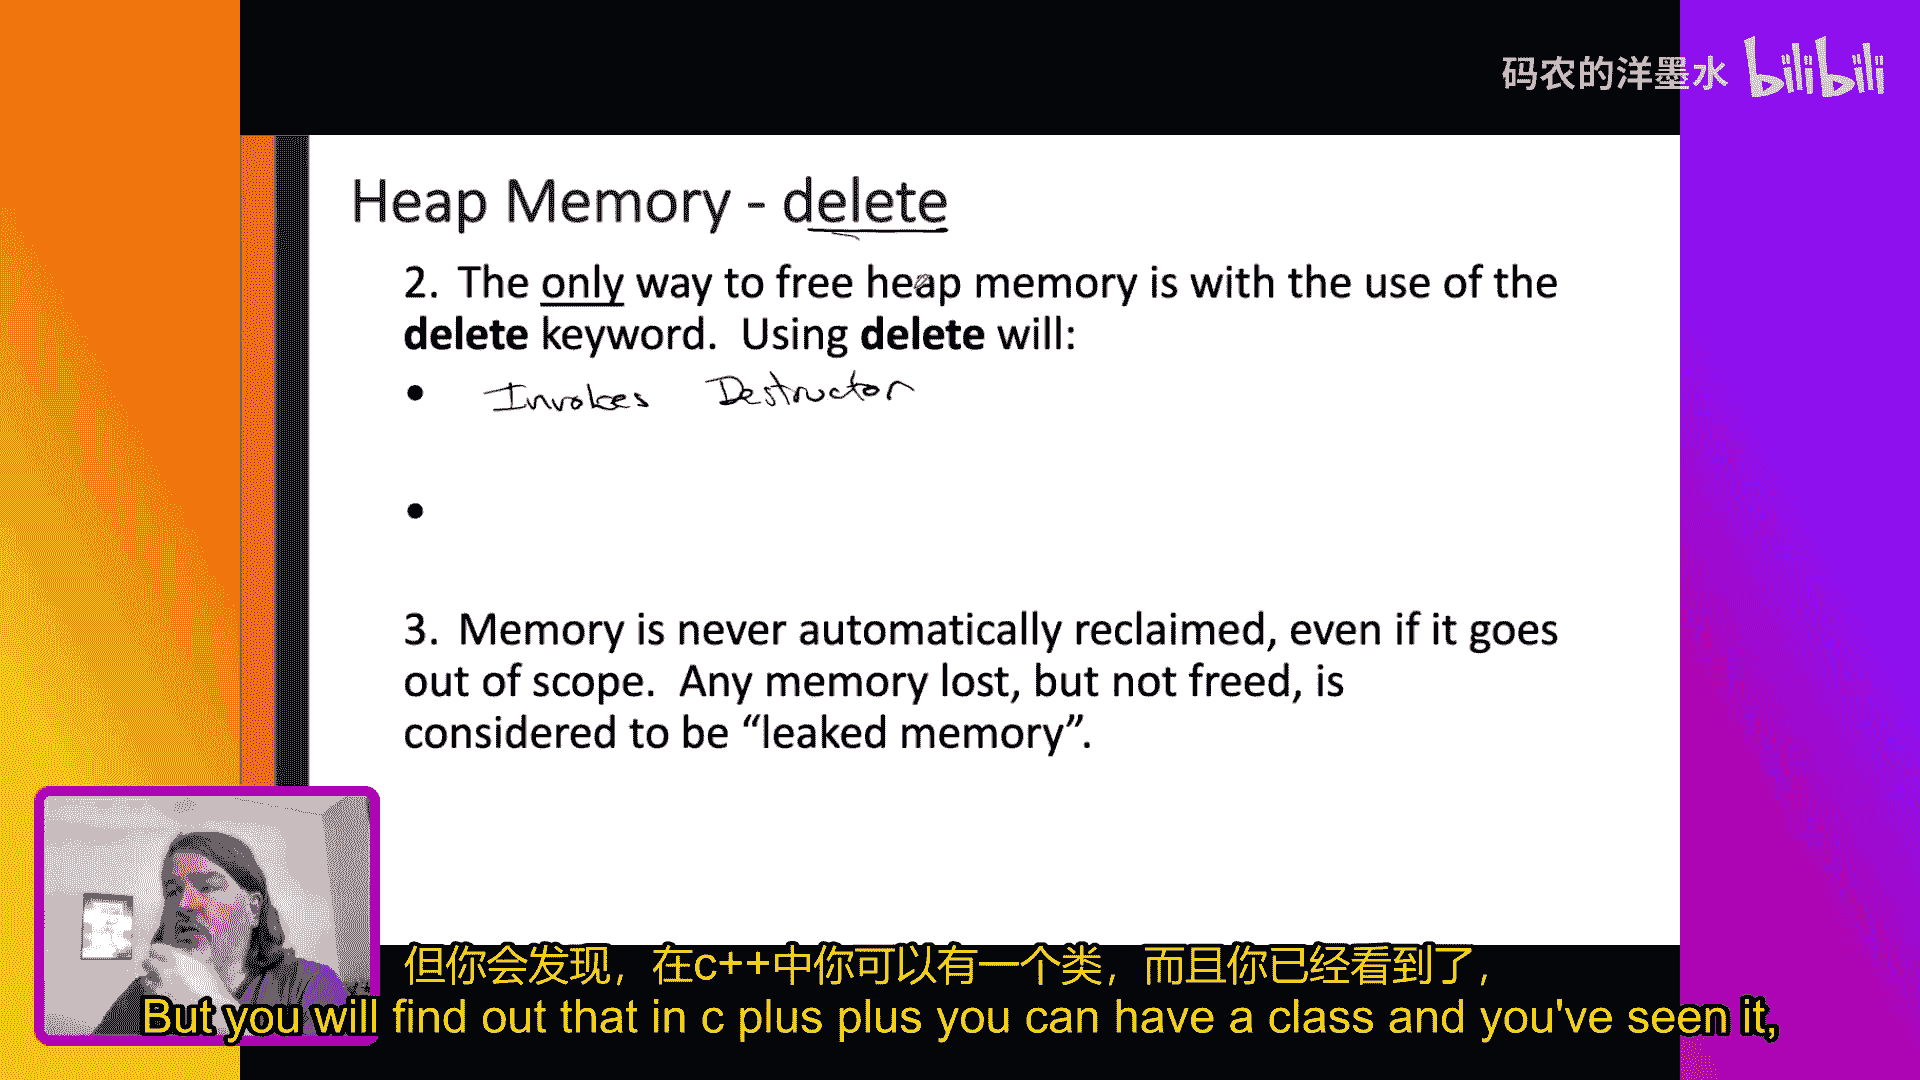 码农的洋墨水 bilibili
Heap Memory - delete
2. The only way to free heap memory is with the use of the
delete keyword. Using delete will:
• Invokes Destructor
•
3. Memory is never automatically reclaimed, even if it goes
out of scope. Any memory lost, but not freed, is
considered to be “leaked memory”.
但你会发现，在c++中你可以有一个类，而且你已经看到了，
But you will find out that in c plus plus you can have a class and you've seen it,